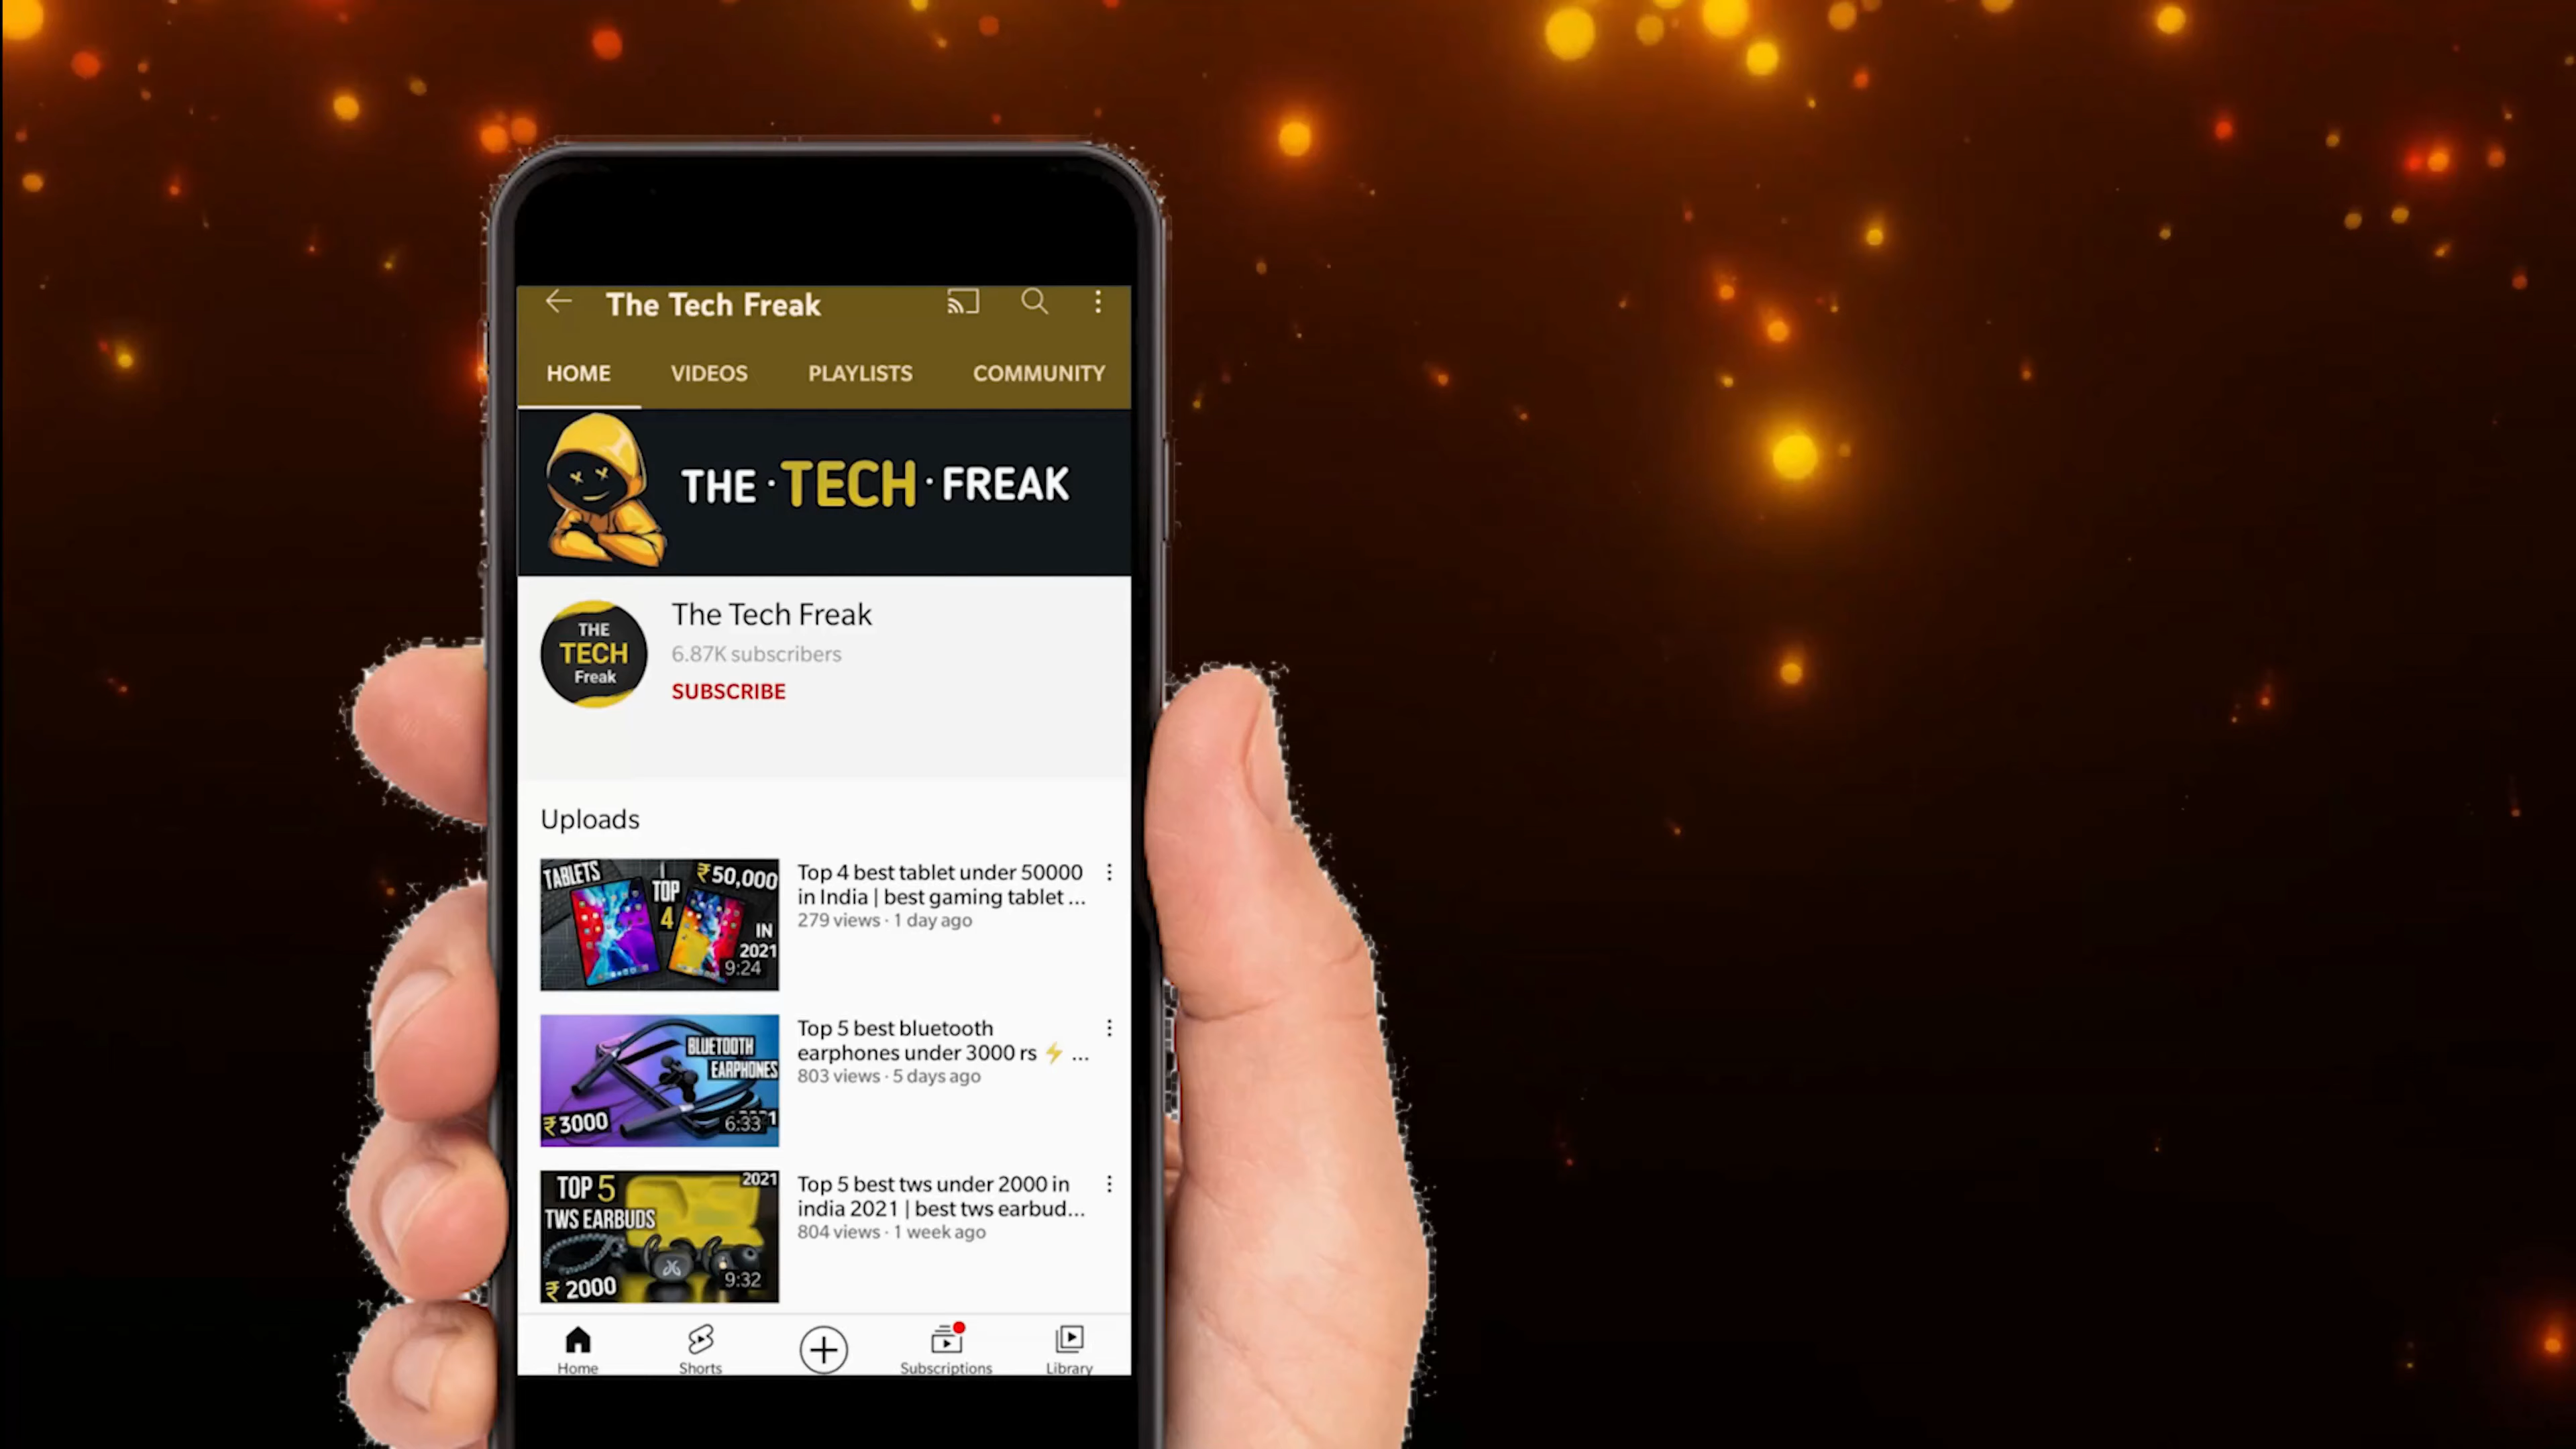 The Tech Freak
HOME VIDEOS PLAYLISTS COMMUNITY
THE · TECH · FREAK
THE
TECH
Freak
The Tech Freak
6.87K subscribers
SUBSCRIBE
Uploads
TABLETS
TOP
4
₹50,000
IN
2021
9:24
Top 4 best tablet under 50000
in India | best gaming tablet ...
279 views · 1 day ago
BLUETOOTH
EARPHONES
₹3000
6:33
Top 5 best bluetooth
earphones under 3000 rs ⚡ ...
803 views · 5 days ago
TOP 5
2021
TWS EARBUDS
₹ 2000
9:32
Top 5 best tws under 2000 in
india 2021 | best tws earbud...
804 views · 1 week ago
Home Shorts Subscriptions Library